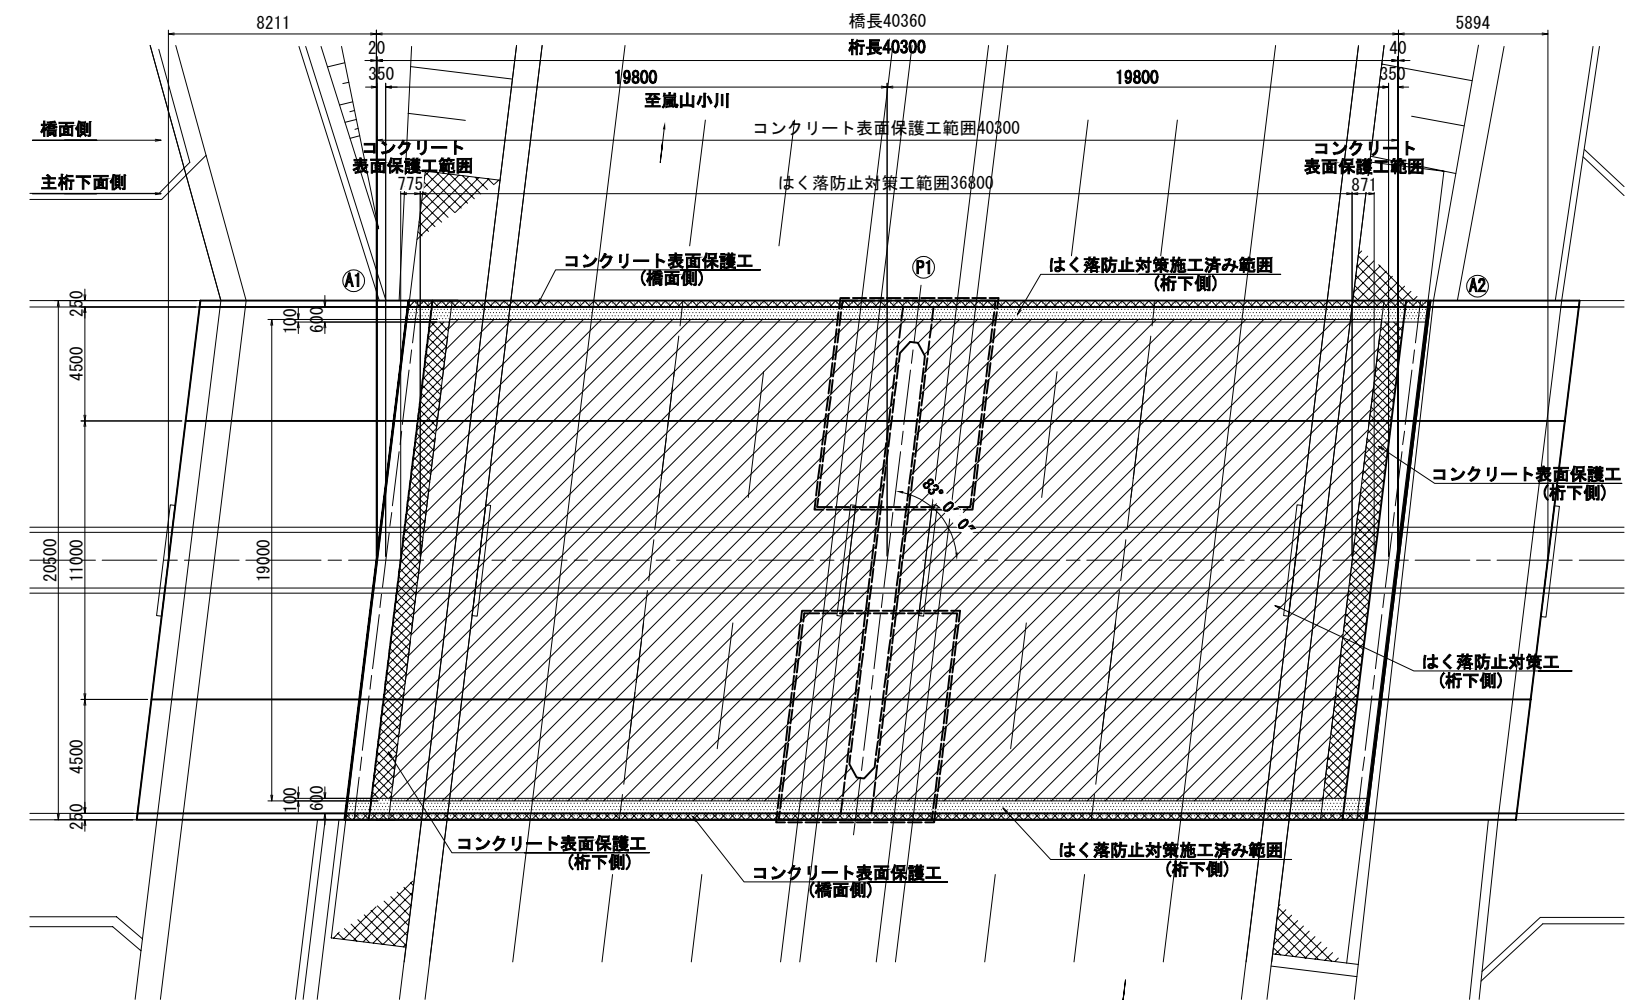 8211
橋長40360
5894
20
桁長40300
40
350
19800
19800
350
至嵐山小川
橋面側
コンクリート表面保護工範囲40300
コンクリート
表面保護工範囲
コンクリート
表面保護工範囲
主桁下面側
775
はく落防止対策工範囲36800
871
コンクリート表面保護工
(橋面側)
P1
はく落防止対策施工済み範囲
(桁下側)
A1
A2
250
100
600
4500
コンクリート表面保護工
(桁下側)
83°-0'-0"
20500
11000
19000
はく落防止対策工
(桁下側)
4500
100
600
250
コンクリート表面保護工
(桁下側)
はく落防止対策施工済み範囲
(桁下側)
コンクリート表面保護工
(橋面側)